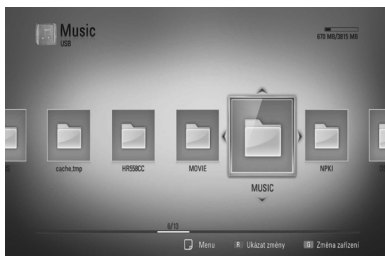 Music
USB
670 MB/3815 MB
cache.tmp
HR558CC
MOVIE
MUSIC
NPKI
6/10
Menu
R Ukázat změny
G Změna zařízení